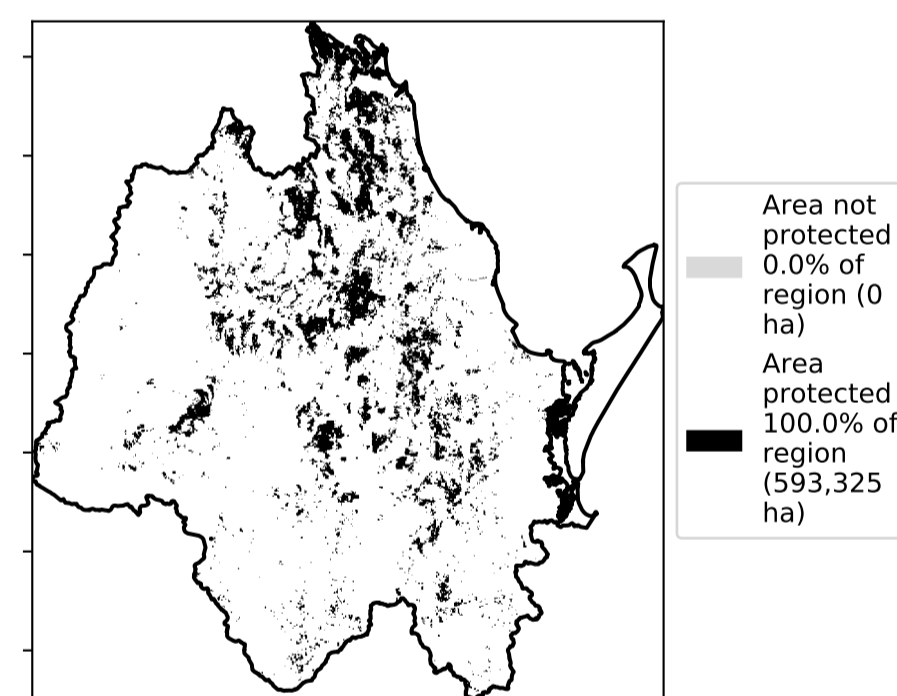 Area not
protected
0.0% of
region (0
ha)
Area
protected
100.0% of
region
(593,325
ha)